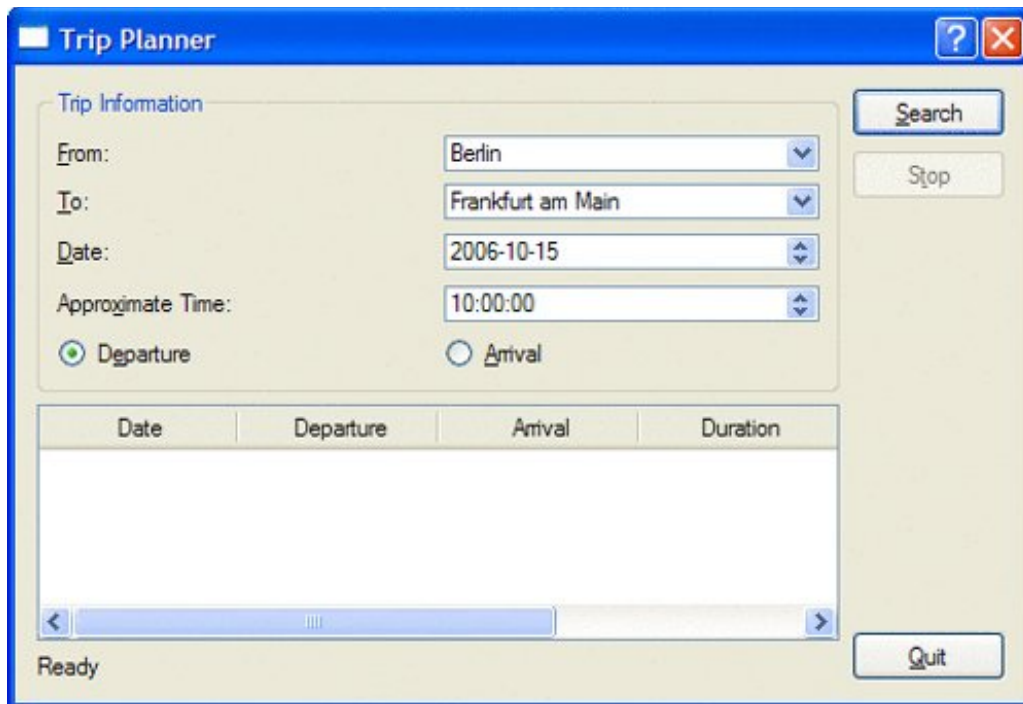 Trip Planner
Trip Information
Search
From: Berlin
Stop
To: Frankfurt am Main
Date: 2006-10-15
Approximate Time: 10:00:00
Departure Arrival
Date Departure Arrival Duration
Ready
Quit